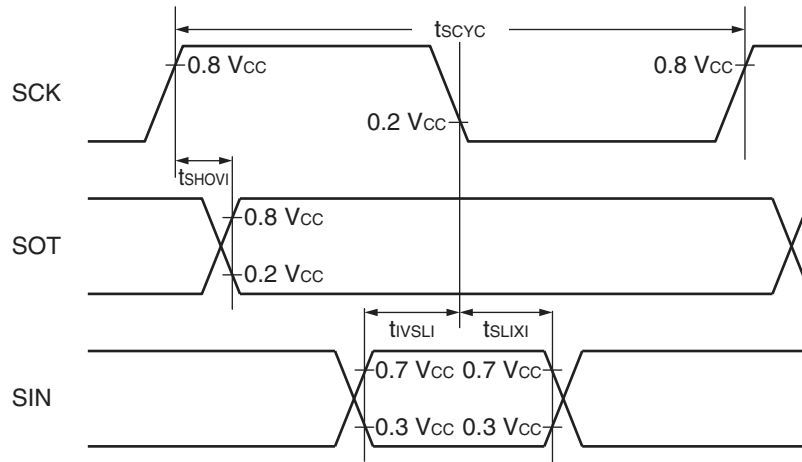 tSCYC
SCK
0.8 VCC
0.8 VCC
0.2 VCC
tSHOVI
SOT
0.8 VCC
0.2 VCC
tIVSLI
tSLIXI
SIN
0.7 VCC
0.7 VCC
0.3 VCC
0.3 VCC